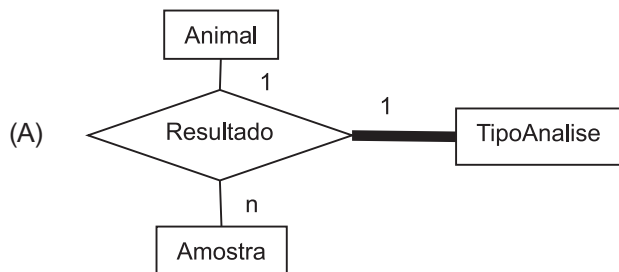 Animal
1
1
(A)
Resultado
TipoAnalise
n
Amostra